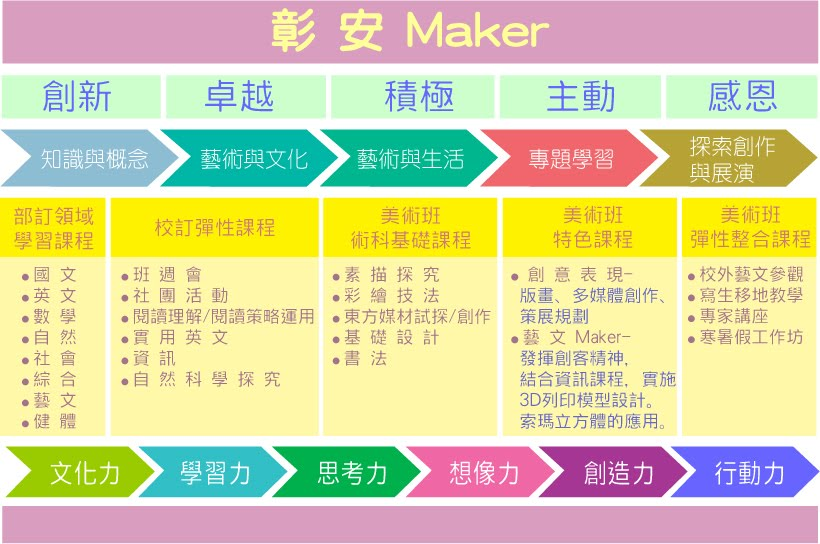 彰 安 Maker
創新
卓越
積極
主動
感恩
知識與概念
藝術與文化
藝術與生活
專題學習
探索創作
與展演
部訂領域
學習課程
● 國 文
● 英 文
● 數 學
● 自 然
● 社 會
● 綜 合
● 藝 文
● 健 體
校訂彈性課程
● 班 週 會
● 社 團 活 動
● 閱讀理解/閱讀策略運用
● 實 用 英 文
● 資 訊
● 自 然 科 學 探 究
美術班
術科基礎課程
● 素 描 探 究
● 彩 繪 技 法
● 東方媒材試探/創作
● 基 礎 設 計
● 書 法
美術班
特色課程
● 創 意 表 現-
版畫、多媒體創作、
策展規劃
● 藝 文 Maker-
發揮創客精神,
結合資訊課程, 實施
3D列印模型設計。
索瑪立方體的應用。
美術班
彈性整合課程
● 校外藝文參觀
● 寫生移地教學
● 專家講座
● 寒暑假工作坊
文化力
學習力
思考力
想像力
創造力
行動力